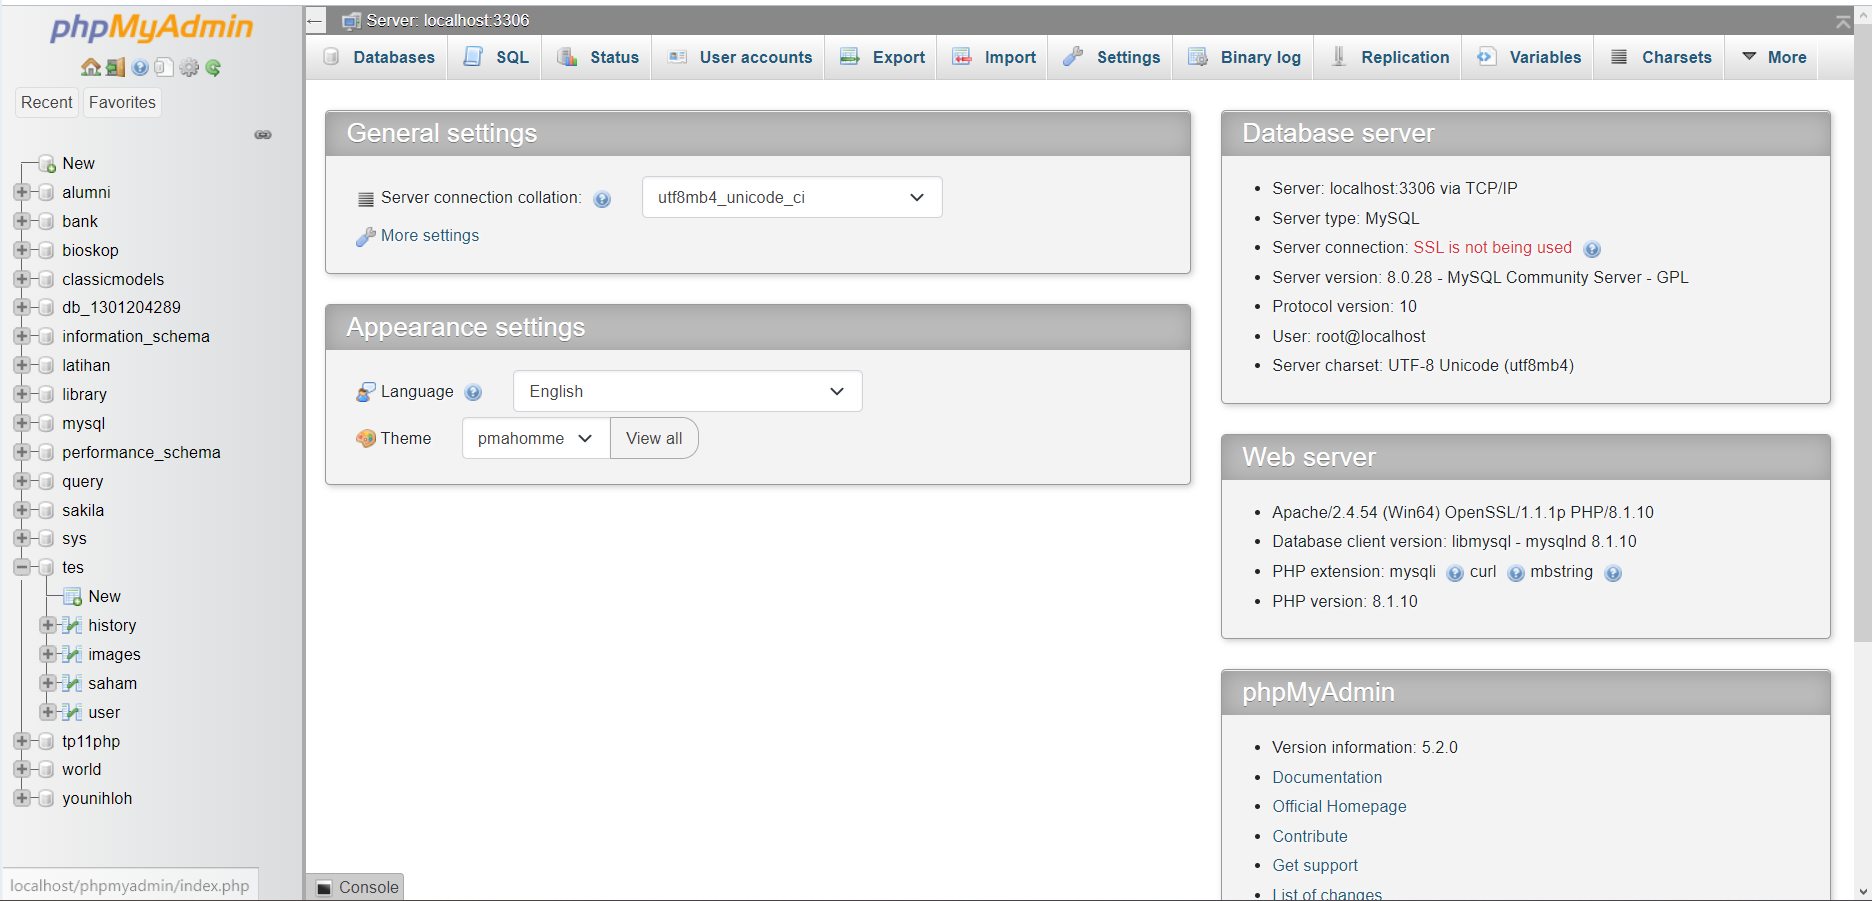 phpMyAdmin
Recent
Favorites
New
alumni
bank
bioskop
classicmodels
db_1301204289
information_schema
latihan
library
mysql
performance_schema
query
sakila
sys
tes
New
history
images
saham
user
tp11php
world
younihloh
localhost/phpmyadmin/index.php
Server: localhost:3306
Databases
SQL
Status
User accounts
Export
Import
Settings
Binary log
Replication
Variables
Charsets
More
General settings
Server connection collation:
utf8mb4_unicode_ci
More settings
Appearance settings
Language
English
Theme
pmahomme
View all
Console
Database server
Server: localhost:3306 via TCP/IP
Server type: MySQL
Server connection: SSL is not being used
Server version: 8.0.28 - MySQL Community Server - GPL
Protocol version: 10
User: root@localhost
Server charset: UTF-8 Unicode (utf8mb4)
Web server
Apache/2.4.54 (Win64) OpenSSL/1.1.1p PHP/8.1.10
Database client version: libmysql - mysqlnd 8.1.10
PHP extension: mysqli curl mbstring
PHP version: 8.1.10
phpMyAdmin
Version information: 5.2.0
Documentation
Official Homepage
Contribute
Get support
List of changes